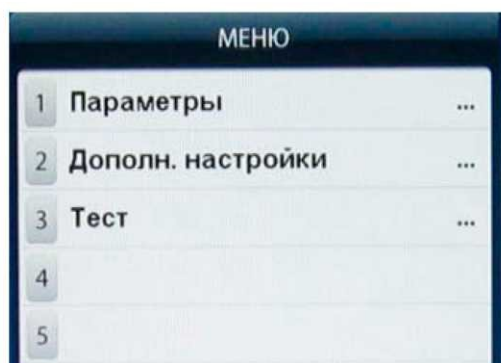 МЕНЮ
1 Параметры ...
2 Дополн. настройки ...
3 Тест ...
4
5